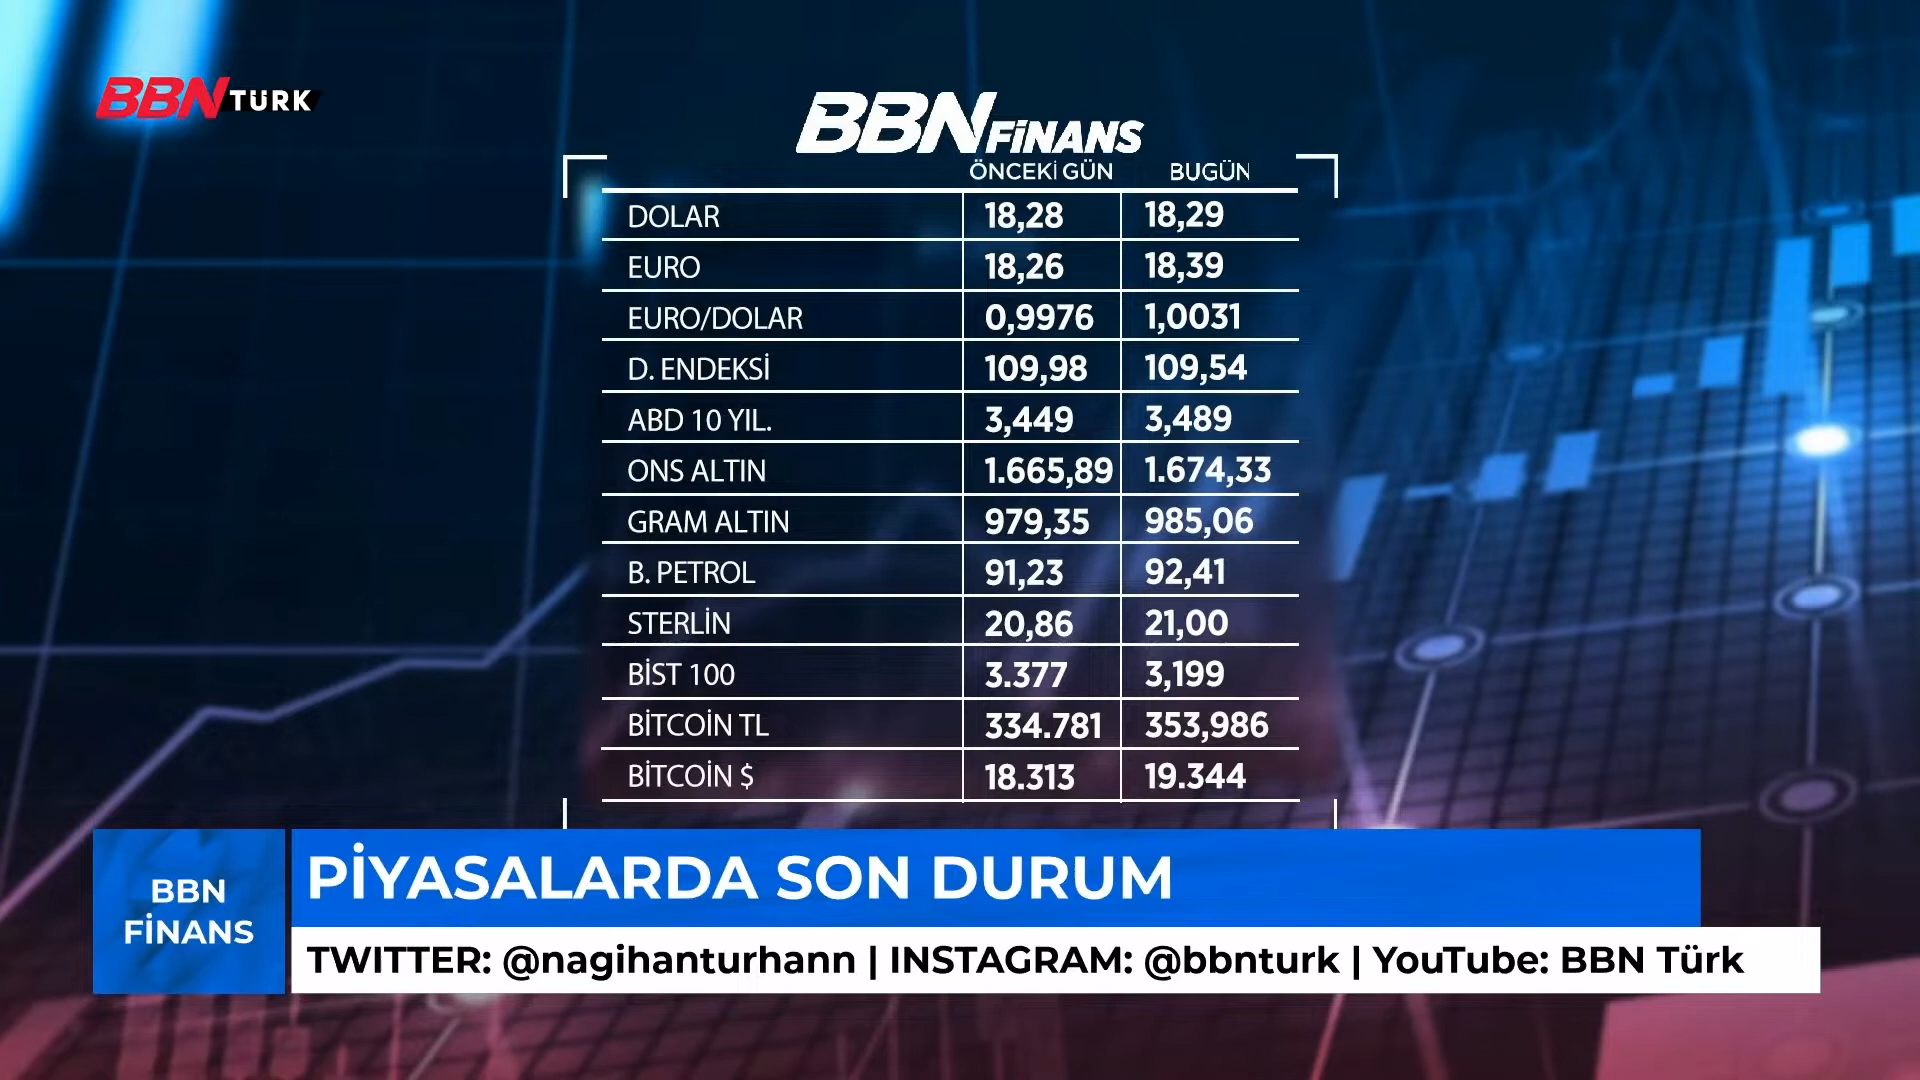 BBN TÜRK
BBN FİNANS
ÖNCEKİ GÜN BUGÜN
DOLAR 18,28 18,29
EURO 18,26 18,39
EURO/DOLAR 0,9976 1,0031
D. ENDEKSİ 109,98 109,54
ABD 10 YIL. 3,449 3,489
ONS ALTIN 1.665,89 1.674,33
GRAM ALTIN 979,35 985,06
B. PETROL 91,23 92,41
STERLİN 20,86 21,00
BİST 100 3.377 3,199
BİTCOİN TL 334.781 353,986
BİTCOİN $ 18.313 19.344
BBN
FİNANS
PİYASALARDA SON DURUM
TWITTER: @nagihanturhann | INSTAGRAM: @bbnturk | YouTube: BBN Türk